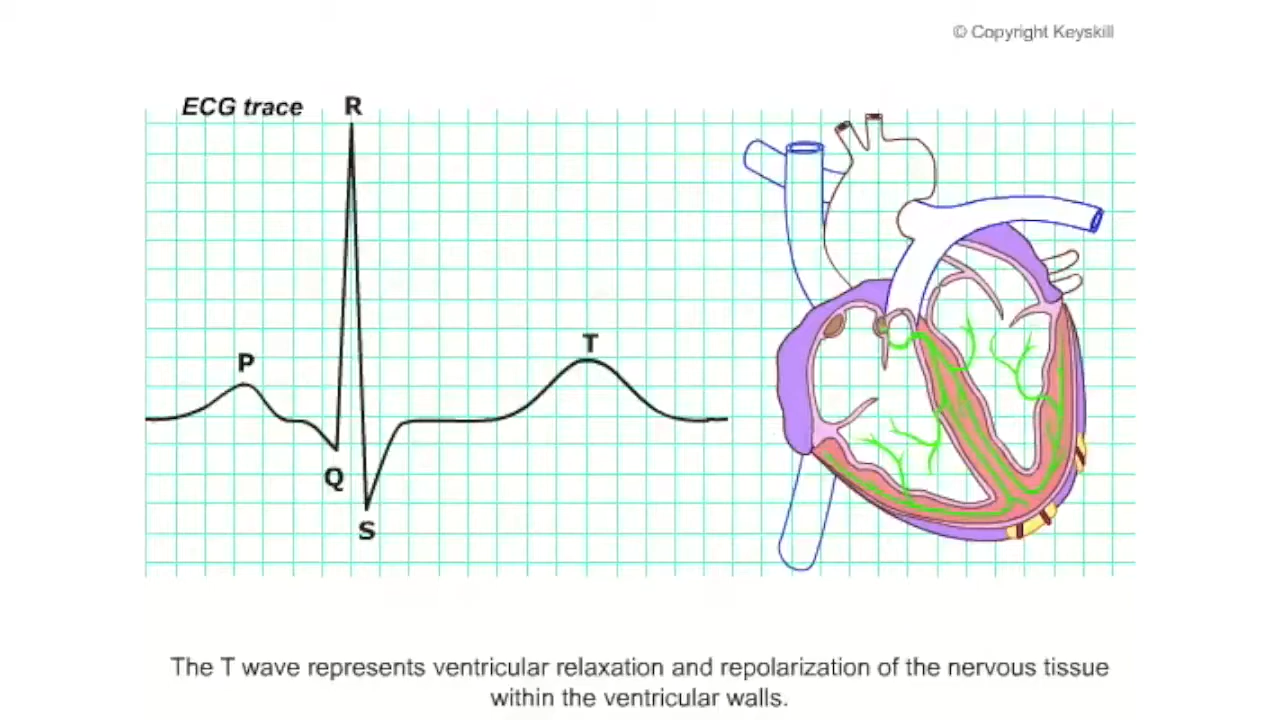 © Copyright Keyskill
ECG trace
R
P
T
Q
S
The T wave represents ventricular relaxation and repolarization of the nervous tissue
within the ventricular walls.